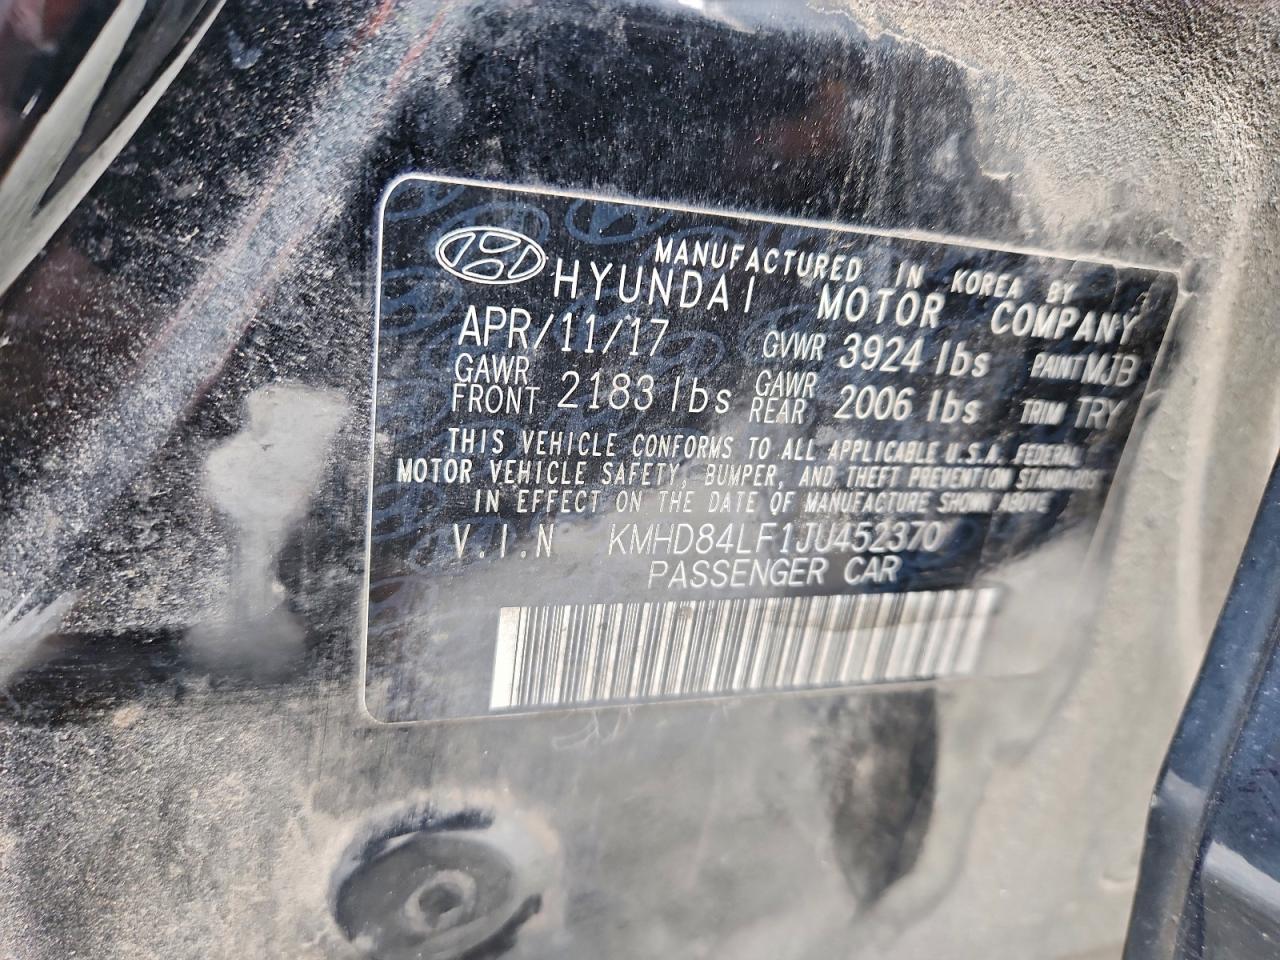 MANUFACTURED IN KOREA BY
HYUNDAI MOTOR COMPANY
APR/11/17 GVWR 3924 lbs PAINT MJB
GAWR FRONT 2183 lbs GAWR REAR 2006 lbs TRIM TRY
THIS VEHICLE CONFORMS TO ALL APPLICABLE U.S.A. FEDERAL
MOTOR VEHICLE SAFETY, BUMPER, AND THEFT PREVENTION STANDARDS
IN EFFECT ON THE DATE OF MANUFACTURE SHOWN ABOVE
V.I.N KMHD84LF1JU452370
PASSENGER CAR